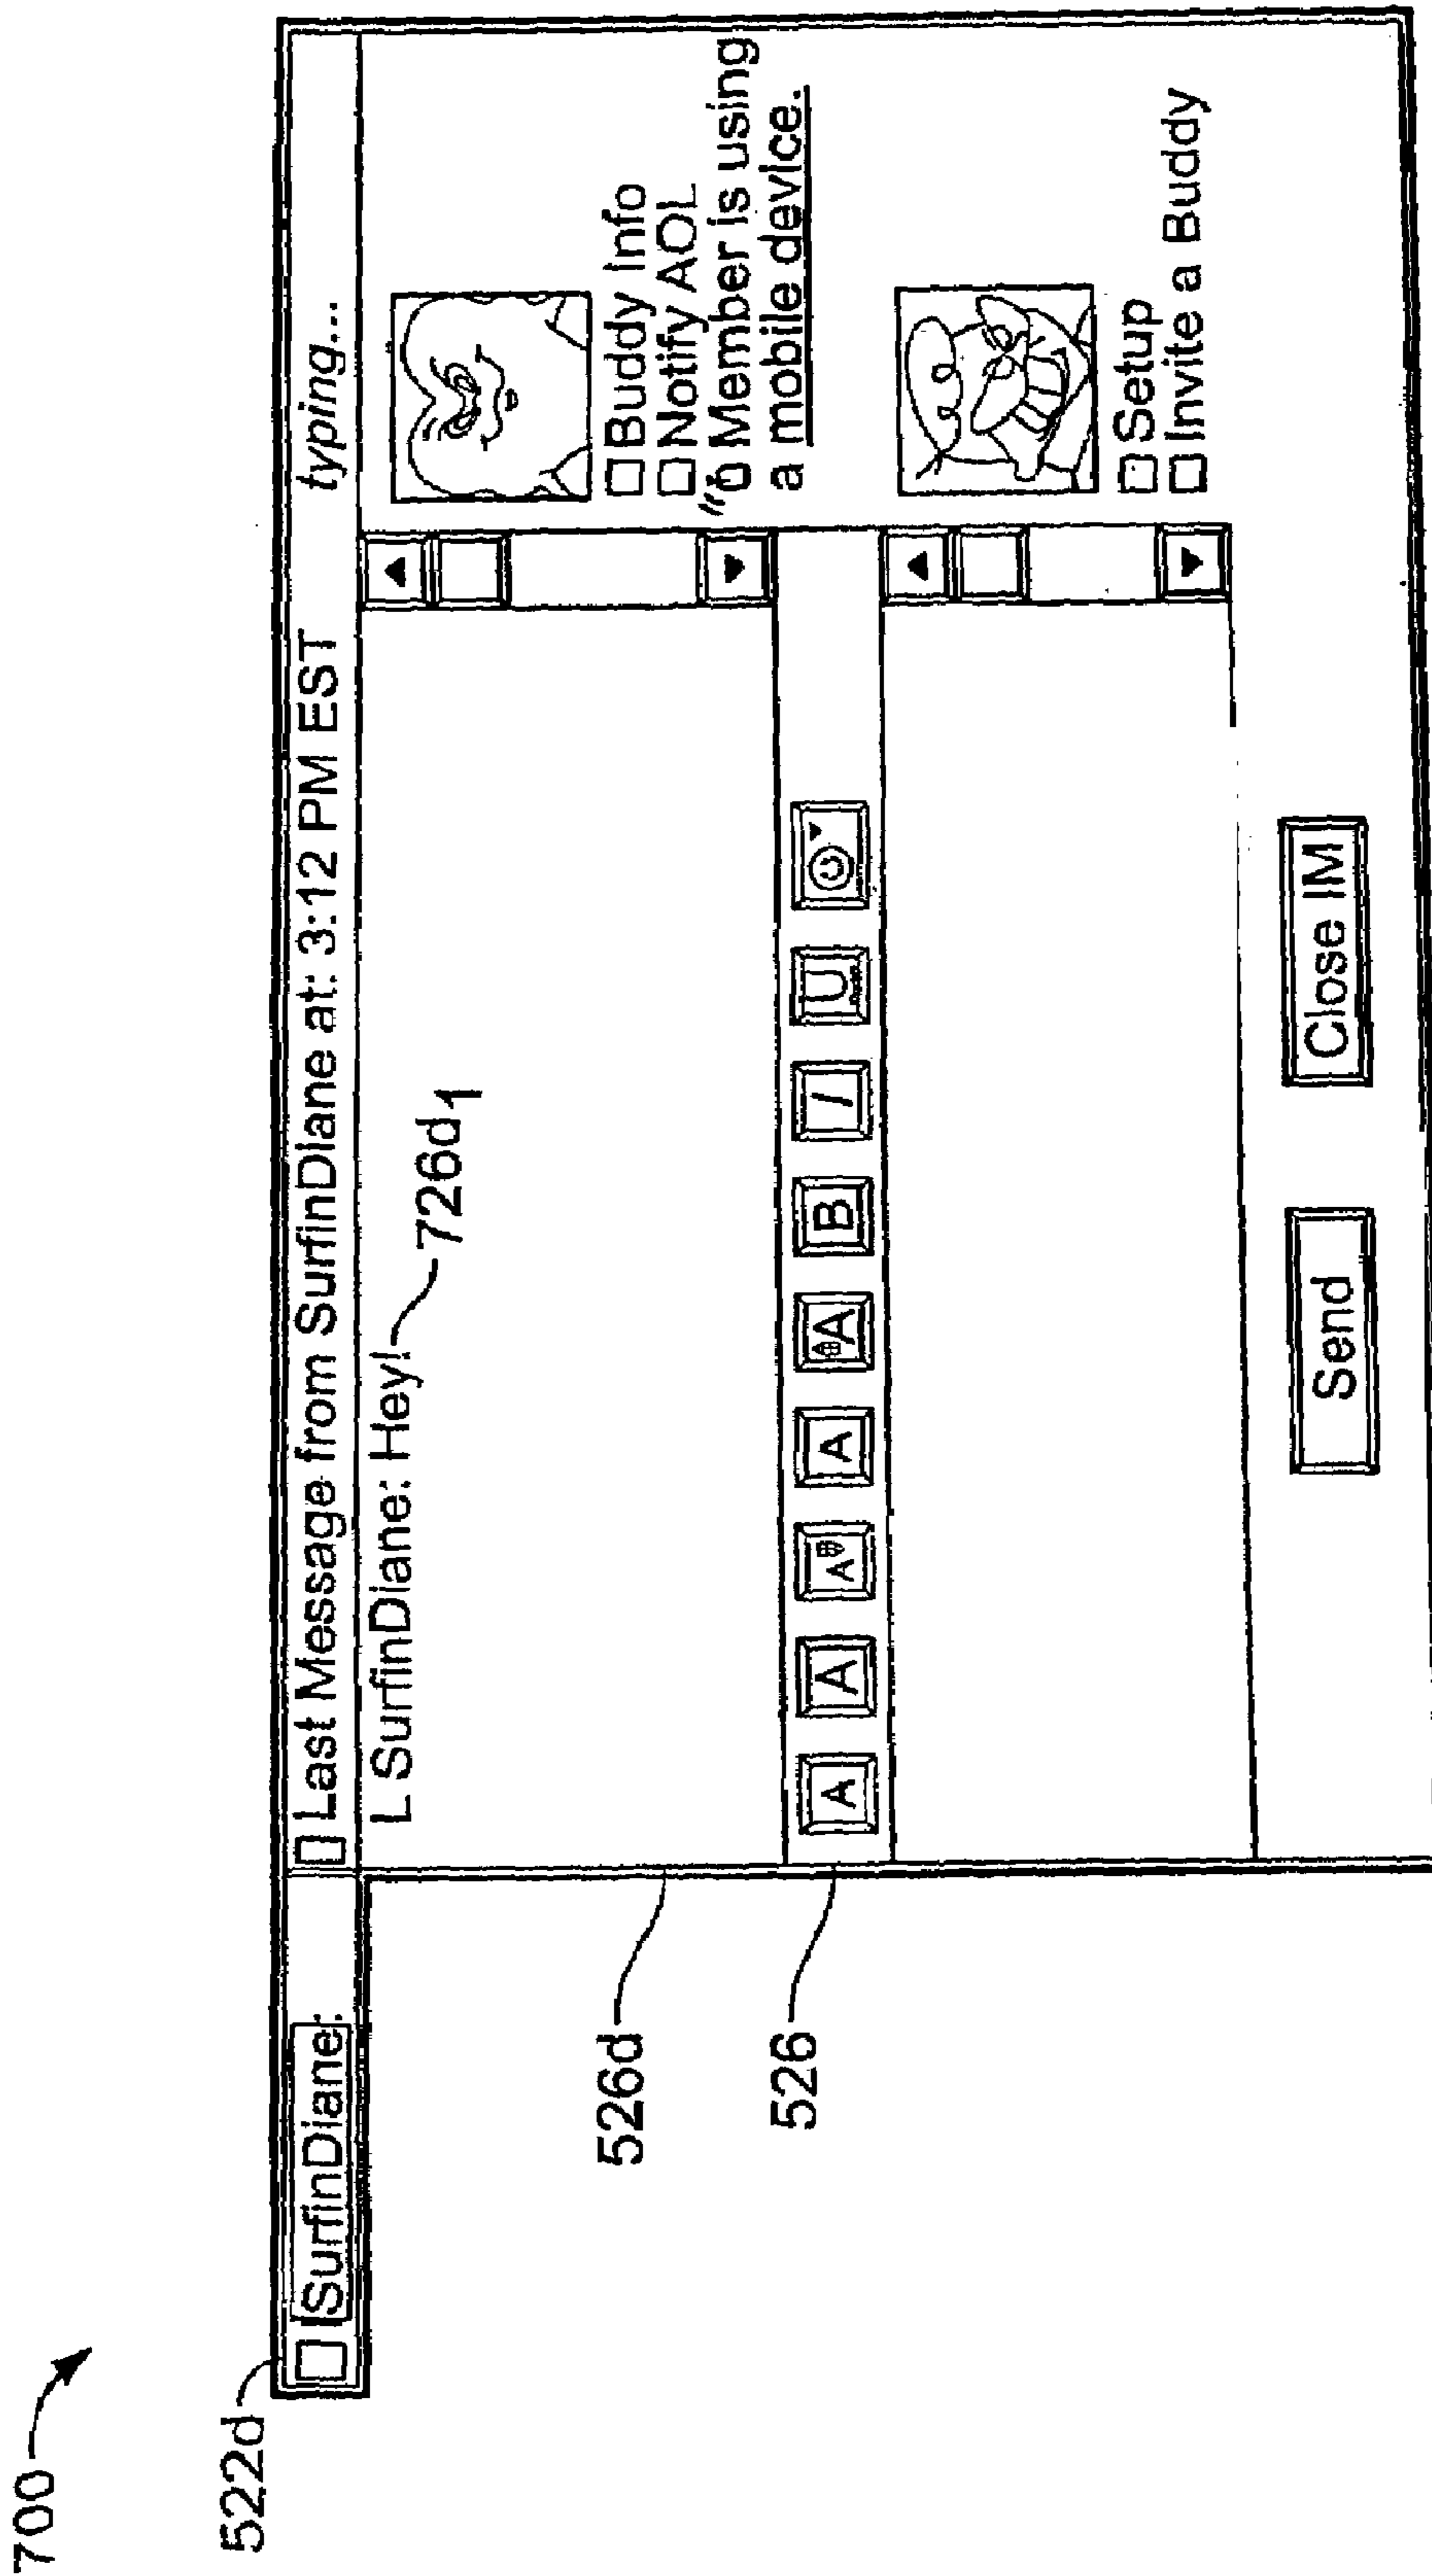 700
522d
SurfinDiane:
Last Message from SurfinDiane at: 3:12 PM EST typing...
L SurfinDiane: Hey!
726d1
Buddy Info
Notify AOL
Member is using
a mobile device.
526d
526
A A A A A B / U
Setup
Invite a Buddy
Send Close IM